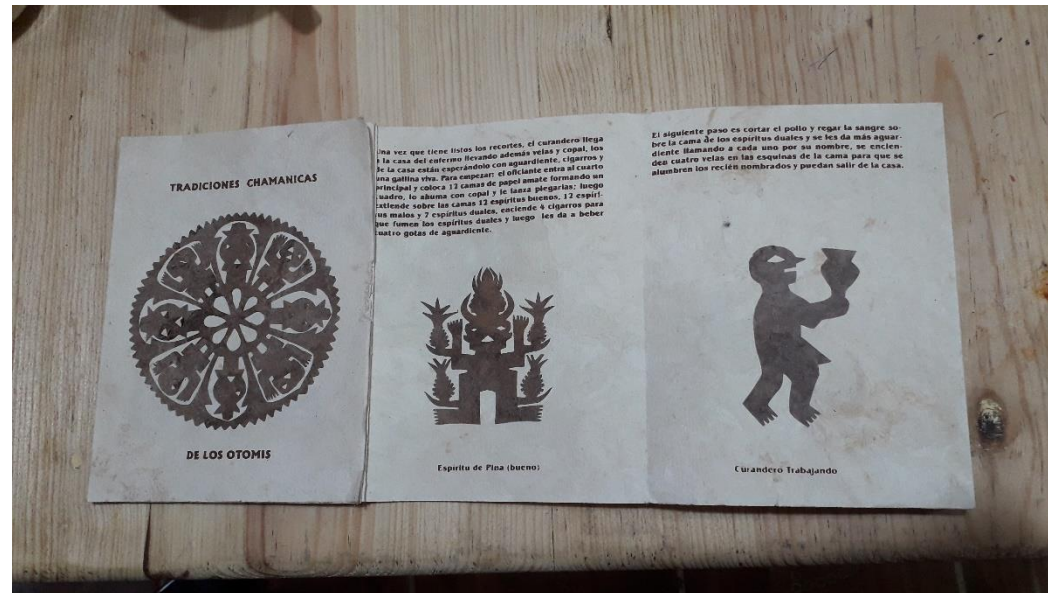 TRADICIONES CHAMANICAS
DE LOS OTOMIS
Una vez que tiene listos los recortes, el curandero llega
a la casa del enfermo llevando además velas y copal, los
de la casa están esperándolo con aguardiente, cigarros y
una gallina viva. Para empezar: el oficiante entra al cuarto
principal y coloca 12 camas de papel amate formando un
cuadro, lo ahuma con copal y le lanza plegarias; luego
extiende sobre las camas 12 espíritus buenos, 12 espíri-
tus malos y 7 espíritus duales, enciende 4 cigarros para
que fumen los espíritus duales y luego les da a beber
cuatro gotas de aguardiente.
Espíritu de Pina (bueno)
El siguiente paso es cortar el pollo y regar la sangre so-
bre la cama de los espíritus duales y se les da más aguar-
diente llamando a cada uno por su nombre, se encien-
den cuatro velas en las esquinas de la cama para que se
alumbren los recién nombrados y puedan salir de la casa.
Curandero Trabajando